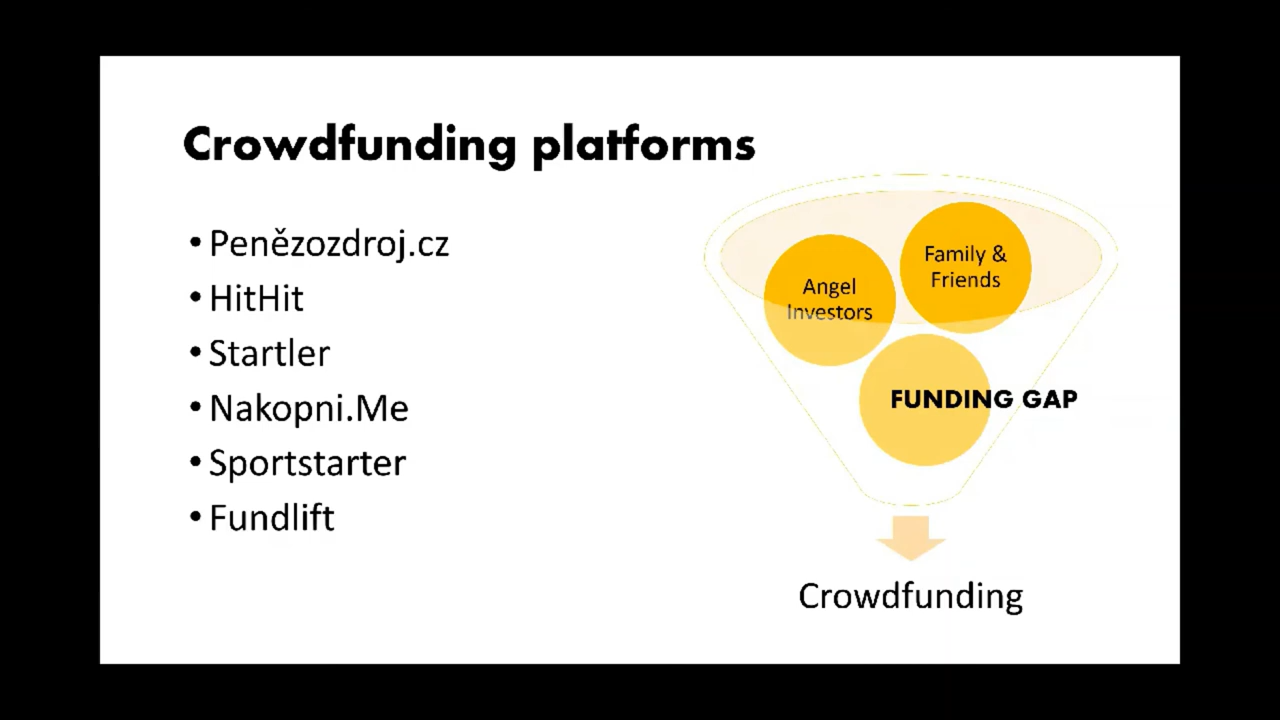 Crowdfunding platforms
• Penězozdroj.cz
• HitHit
• Startler
• Nakopni.Me
• Sportstarter
• Fundlift
Family &
Friends
Angel
Investors
FUNDING GAP
Crowdfunding